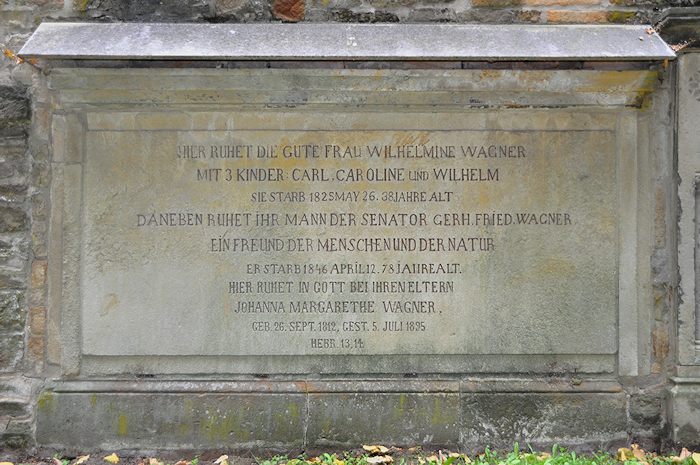 HIER RUHET DIE GUTE FRAU WILHELMINE WAGNER
MIT 3 KINDER: CARL, CAROLINE UND WILHELM
SIE STARB 1825 MAY 26. 38 JAHRE ALT
DANEBEN RUHET IHR MANN DER SENATOR GERH. FRIED. WAGNER
EIN FREUND DER MENSCHEN UND DER NATUR
ER STARB 1846 APRIL 12. 78 JAHRE ALT.
HIER RUHET IN GOTT BEI IHREN ELTERN
JOHANNA MARGARETHE WAGNER.
GEB. 26. SEPT. 1812, GEST. 5. JULI 1895
HEBR. 13, 14.